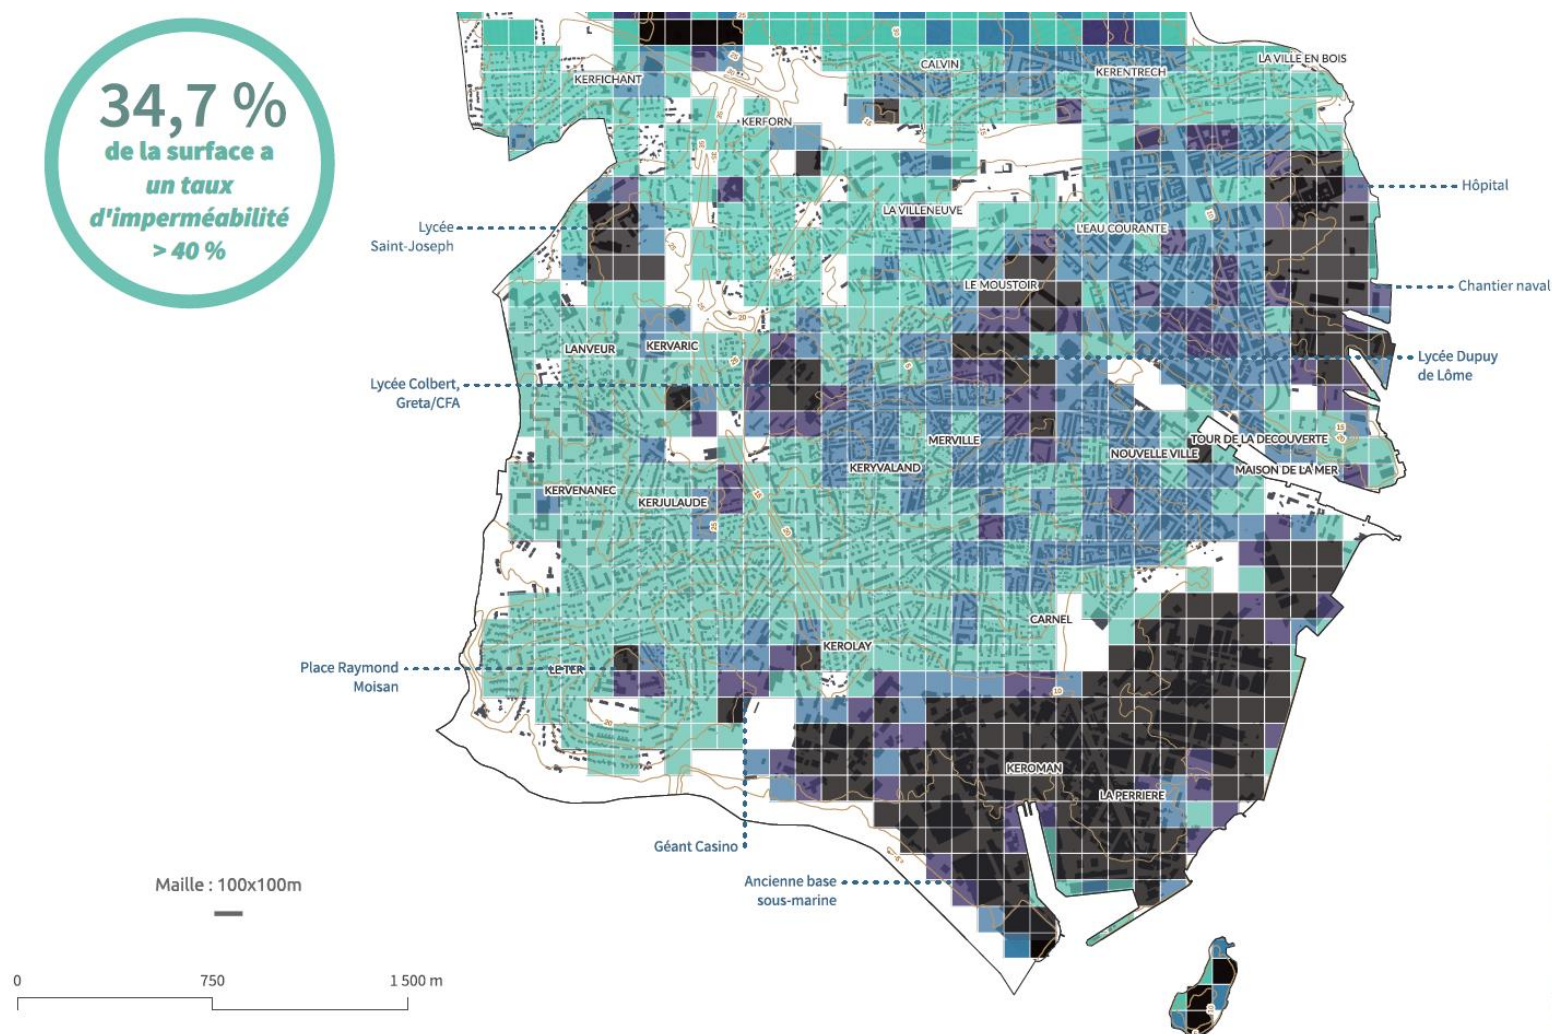 34,7 %
de la surface a
un taux
d'imperméabilité
> 40 %
LA VILLE EN BOIS
CALVIN
KERENTRECH
KERFICHANT
KERFORN
Hôpital
LA VILLENEUVE
Lycée
Saint-Joseph
L'EAU COURANTE
LE MOUSTOIR
Chantier naval
LANVEUR
KERVARIC
Lycée Dupuy
de Lôme
Lycée Colbert,
Greta/CFA
MERVILLE
TOUR DE LA DECOUVERTE
NOUVELLE VILLE
KERYVALAND
MAISON DE LA MER
KERVENANEC
KERJULAUDE
CARNEL
KEROLAY
Place Raymond
Moisan
LE TER
KEROMAN
LA PERRIERE
Géant Casino
Ancienne base
sous-marine
Maille : 100x100m
0 750 1 500 m